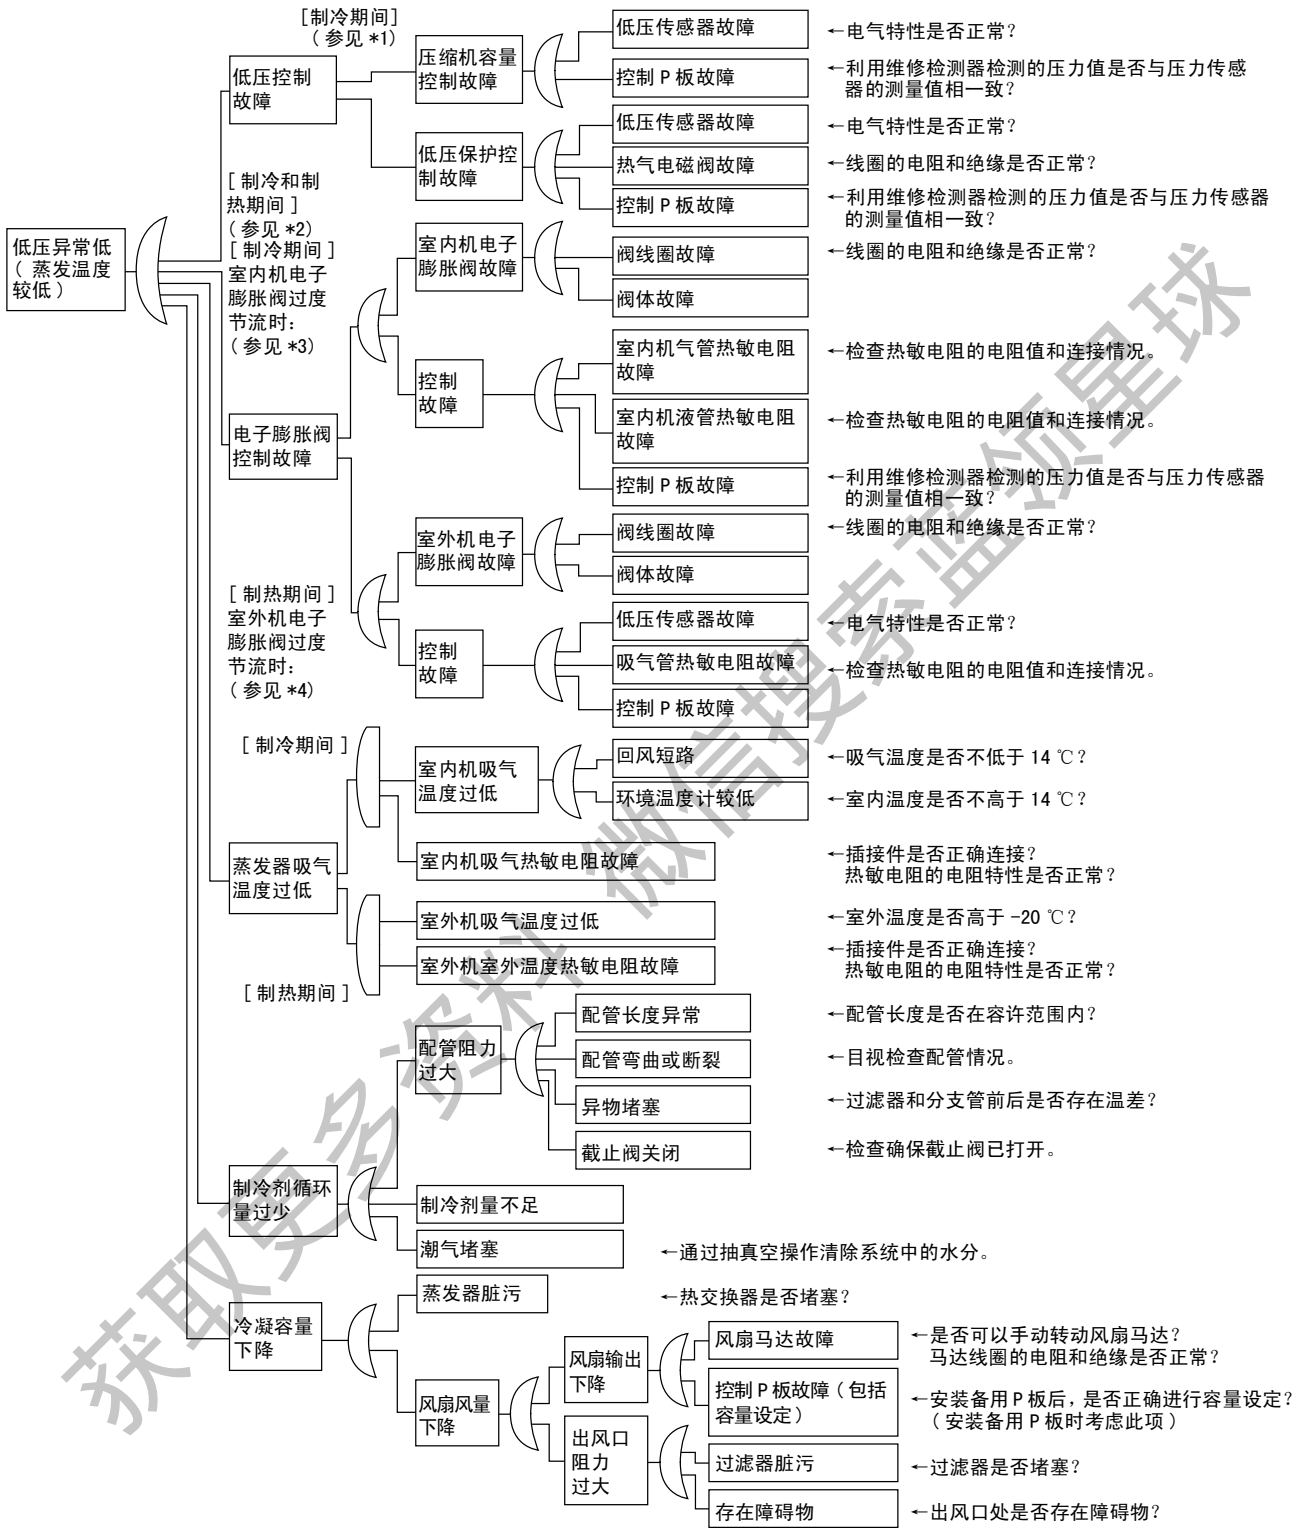 [制冷期间]
(参见 *1)
低压传感器故障
←电气特性是否正常？
压缩机容量
控制故障
低压控制
故障
控制 P 板故障
←利用维修检测器检测的压力值是否与压力传感
器的测量值相一致？
低压传感器故障
←电气特性是否正常？
低压保护控
制故障
热气电磁阀故障
←线圈的电阻和绝缘是否正常？
控制 P 板故障
←利用维修检测器检测的压力值是否与压力传感器
的测量值相一致？
[ 制冷和制
热期间 ]
(参见 *2)
低压异常低
( 蒸发温度
较低 )
[ 制冷期间 ]
室内机电子
膨胀阀过度
节流时:
(参见 *3)
室内机电子
膨胀阀故障
阀线圈故障
←线圈的电阻和绝缘是否正常？
阀体故障
控制
故障
室内机气管热敏电阻
故障
←检查热敏电阻的电阻值和连接情况。
室内机液管热敏电阻
故障
←检查热敏电阻的电阻值和连接情况。
电子膨胀阀
控制故障
控制 P 板故障
←利用维修检测器检测的压力值是否与压力传感器
的测量值相一致？
室外机电子
膨胀阀故障
阀线圈故障
←线圈的电阻和绝缘是否正常？
阀体故障
[ 制热期间 ]
室外机电子
膨胀阀过度
节流时:
(参见 *4)
控制
故障
低压传感器故障
←电气特性是否正常？
吸气管热敏电阻故障
←检查热敏电阻的电阻值和连接情况。
控制 P 板故障
[ 制冷期间 ]
室内机吸气
温度过低
回风短路
←吸气温度是否不低于 14 ℃？
环境温度计较低
←室内温度是否不高于 14 ℃？
蒸发器吸气
温度过低
室内机吸气热敏电阻故障
←插接件是否正确连接？
热敏电阻的电阻特性是否正常？
室外机吸气温度过低
←室外温度是否高于 -20 ℃？
室外机室外温度热敏电阻故障
←插接件是否正确连接？
热敏电阻的电阻特性是否正常？
[ 制热期间 ]
配管阻力
过大
配管长度异常
←配管长度是否在容许范围内？
配管弯曲或断裂
←目视检查配管情况。
异物堵塞
←过滤器和分支管前后是否存在温差？
截止阀关闭
←检查确保截止阀已打开。
制冷剂循环
量过少
制冷剂量不足
潮气堵塞
←通过抽真空操作清除系统中的水分。
冷凝容量
下降
蒸发器脏污
←热交换器是否堵塞？
风扇风量
下降
风扇输出
下降
风扇马达故障
←是否可以手动转动风扇马达？
马达线圈的电阻和绝缘是否正常？
控制 P 板故障 ( 包括
容量设定 )
←安装备用 P 板后，是否正确进行容量设定？
( 安装备用 P 板时考虑此项 )
出风口
阻力
过大
过滤器脏污
←过滤器是否堵塞？
存在障碍物
←出风口处是否存在障碍物？
获取更多资料 微信搜索蓝领星球